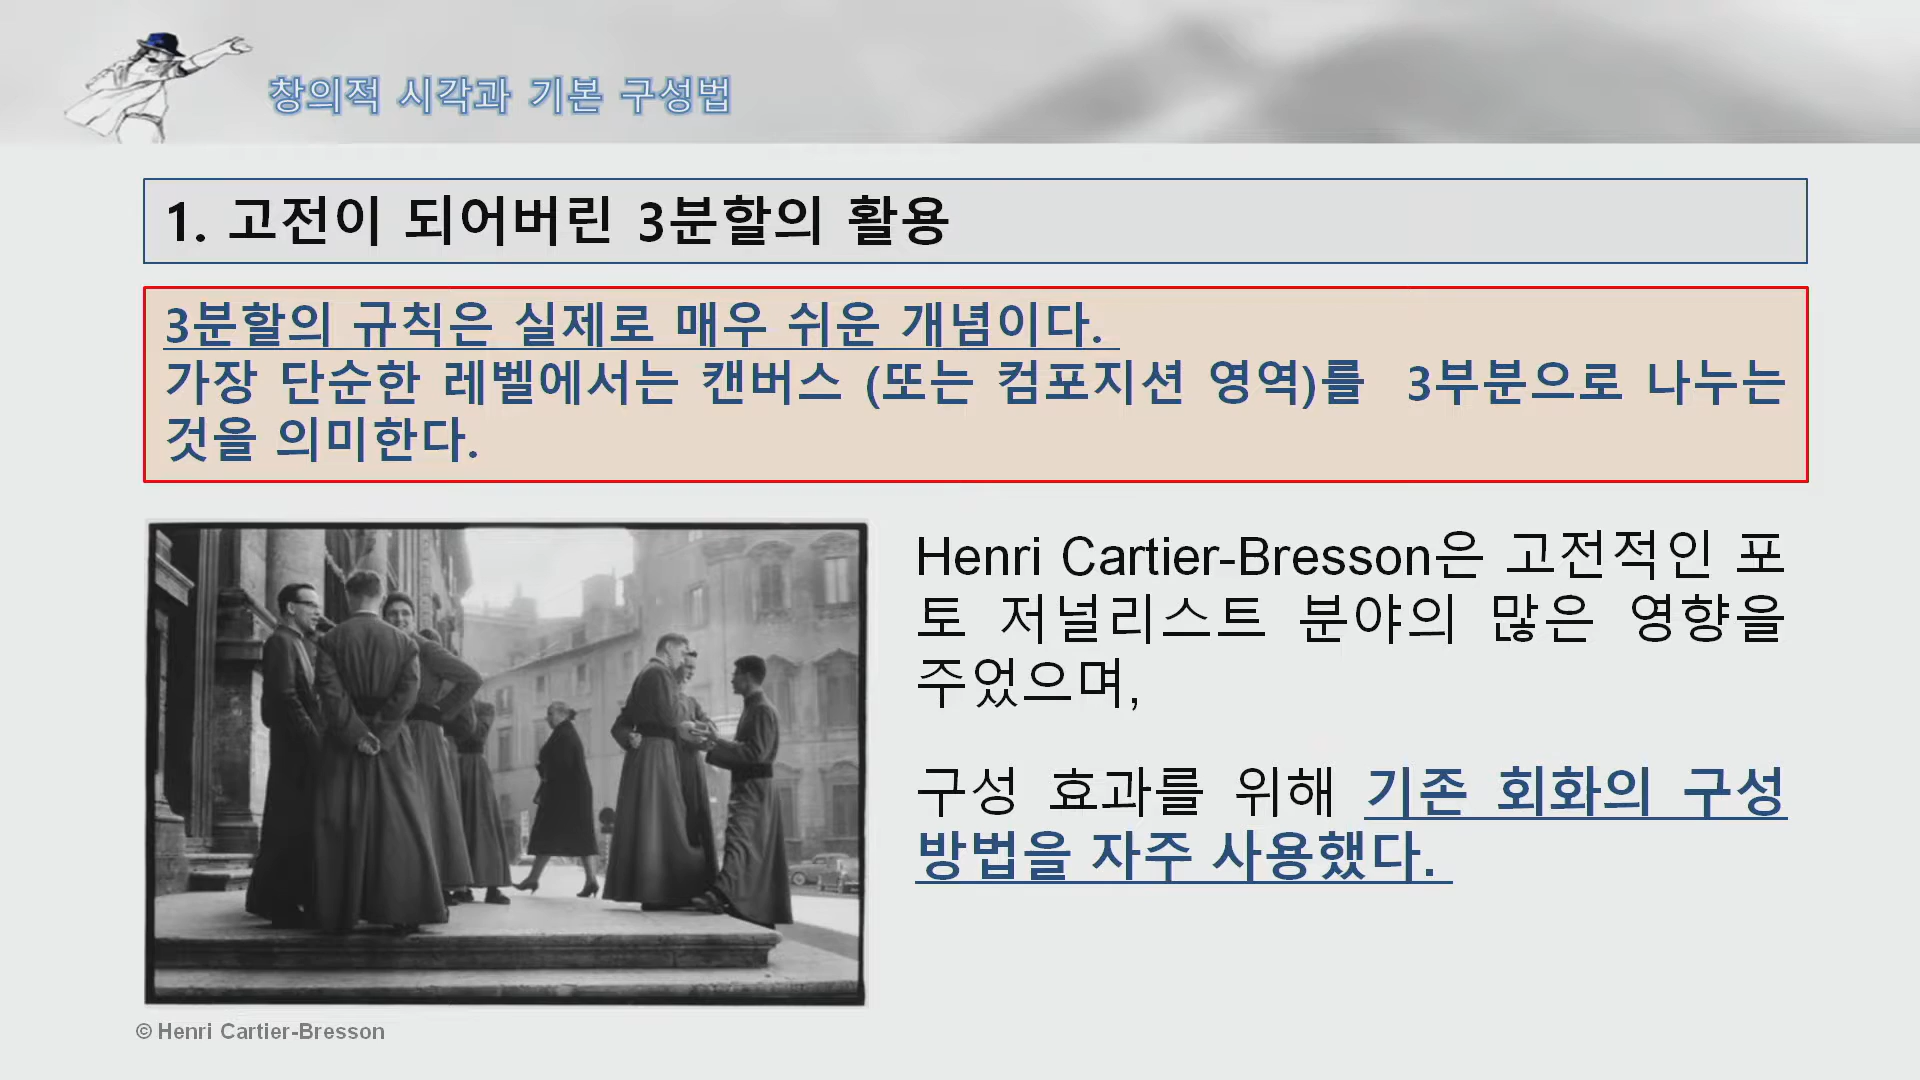 창의적 시각과 기본 구성법
1. 고전이 되어버린 3분할의 활용
3분할의 규칙은 실제로 매우 쉬운 개념이다.
가장 단순한 레벨에서는 캔버스 (또는 컴포지션 영역)를 3부분으로 나누는
것을 의미한다.
Henri Cartier-Bresson은 고전적인 포
토 저널리스트 분야의 많은 영향을
주었으며,
구성 효과를 위해 기존 회화의 구성
방법을 자주 사용했다.
© Henri Cartier-Bresson